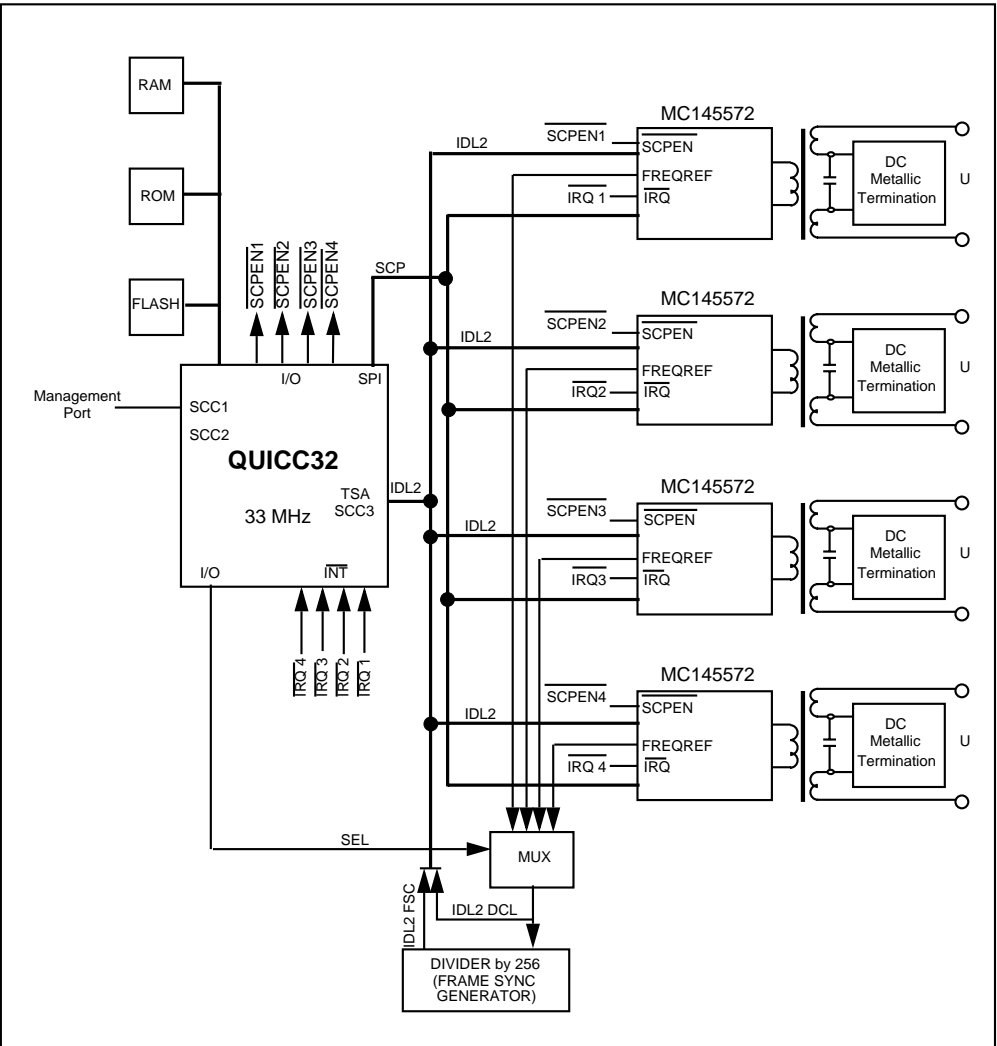 RAM
ROM
FLASH
SCPEN1
SCPEN2
SCPEN3
SCPEN4
I/O
SPI
SCP
Management
Port
SCC1
SCC2
QUICC32
33 MHz
TSA
SCC3
IDL2
I/O
INT
IRQ 4
IRQ 3
IRQ 2
IRQ 1
MC145572
SCPEN1
SCPEN
IDL2
FREQREF
IRQ 1
IRQ
DC
Metallic
Termination
U
MC145572
SCPEN2
SCPEN
IDL2
FREQREF
IRQ2
IRQ
DC
Metallic
Termination
U
MC145572
SCPEN3
SCPEN
IDL2
FREQREF
IRQ3
IRQ
DC
Metallic
Termination
U
MC145572
SCPEN4
SCPEN
IDL2
FREQREF
IRQ 4
IRQ
DC
Metallic
Termination
U
SEL
MUX
IDL2 FSC
IDL2 DCL
DIVIDER by 256
(FRAME SYNC
GENERATOR)